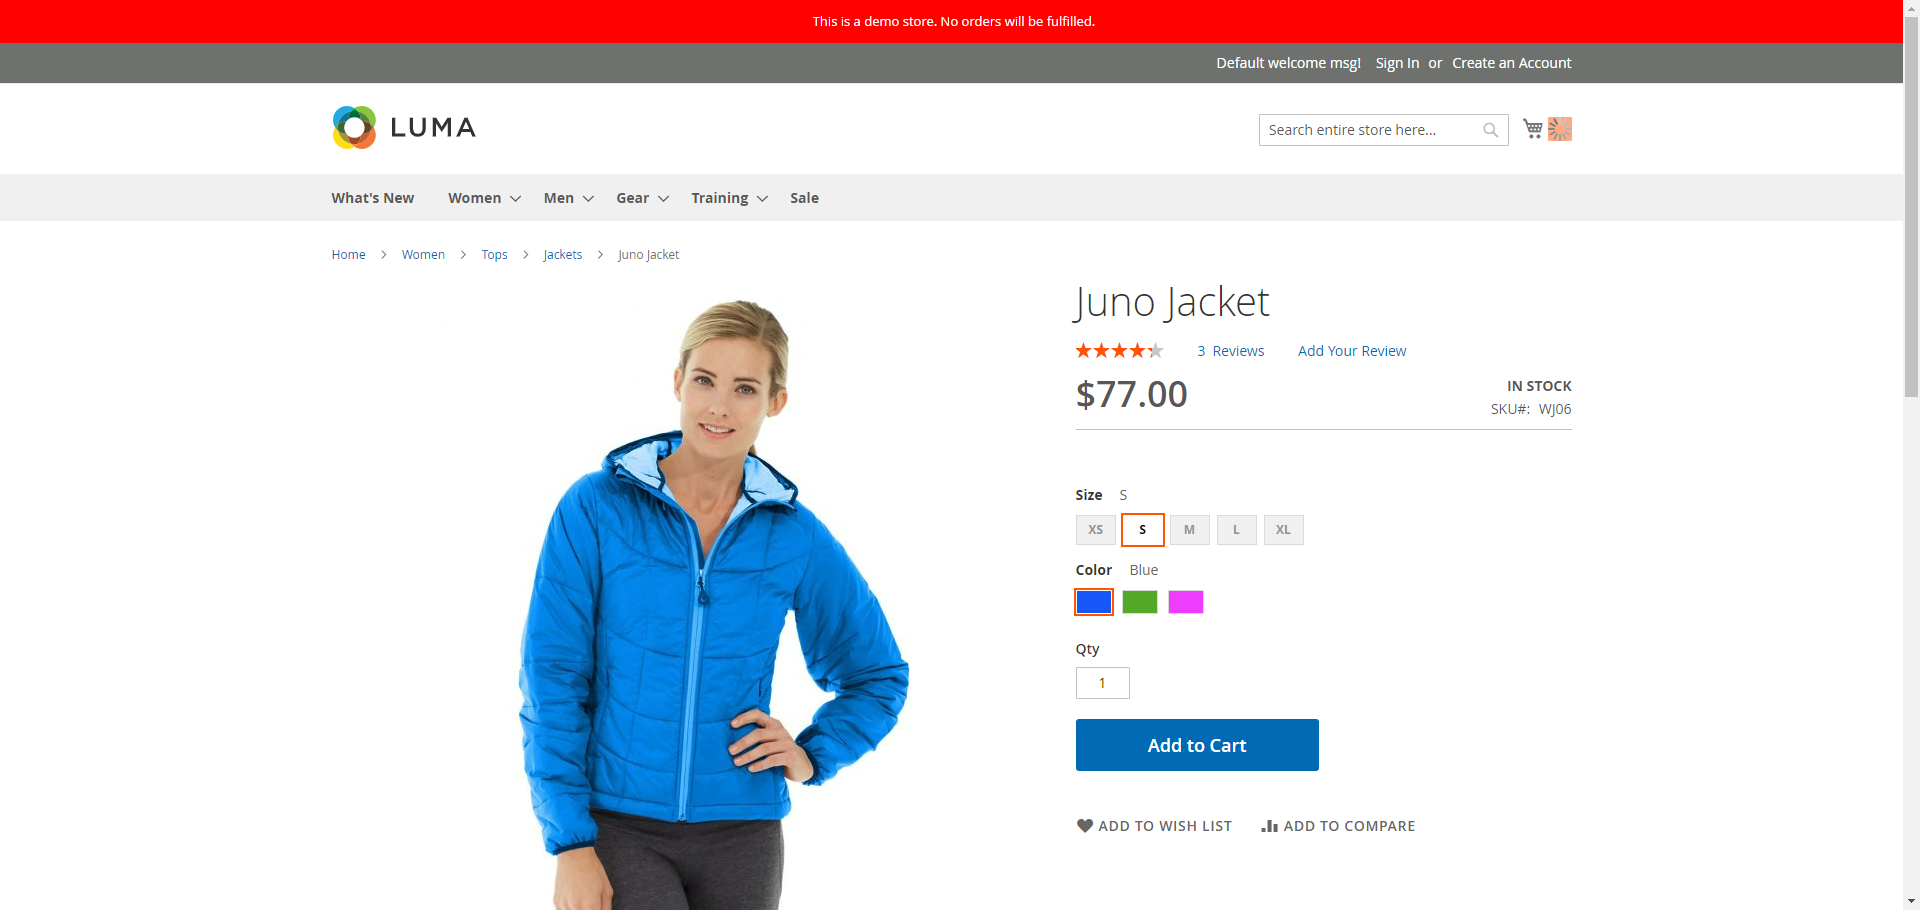 This is a demo store. No orders will be fulfilled.
Default welcome msg! Sign In or Create an Account
LUMA
Search entire store here...
What's New Women Men Gear Training Sale
Home Women Tops Jackets Juno Jacket
Juno Jacket
3 Reviews Add Your Review
$77.00
IN STOCK
SKU#: WJ06
Size S
XS S M L XL
Color Blue
Qty
1
Add to Cart
ADD TO WISH LIST ADD TO COMPARE